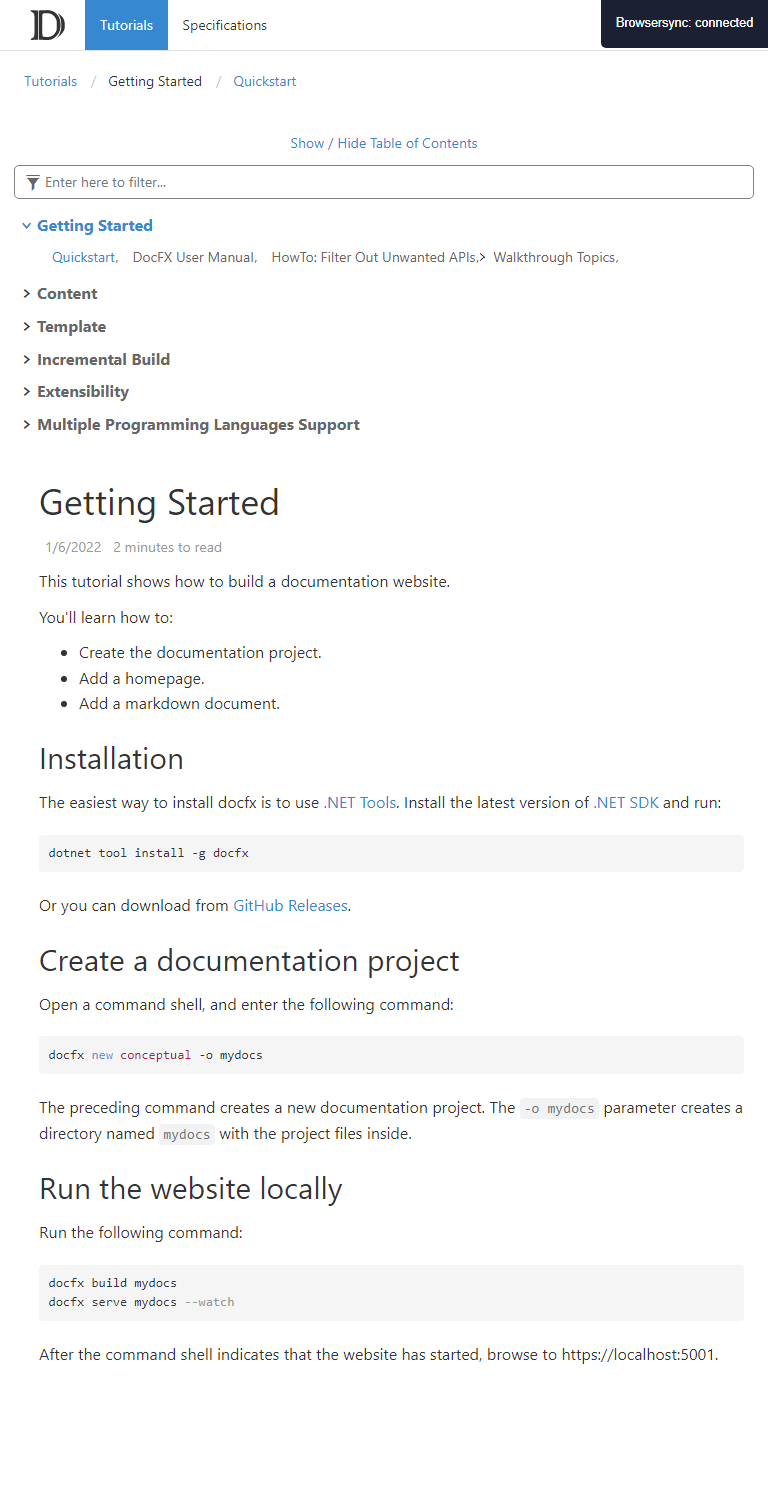 D
Tutorials
Specifications
Browsersync: connected
Tutorials / Getting Started / Quickstart
Show / Hide Table of Contents
Enter here to filter...
Getting Started
Quickstart, DocFX User Manual, HowTo: Filter Out Unwanted APIs, Walkthrough Topics,
Content
Template
Incremental Build
Extensibility
Multiple Programming Languages Support
Getting Started
1/6/2022 2 minutes to read
This tutorial shows how to build a documentation website.
You'll learn how to:
• Create the documentation project.
• Add a homepage.
• Add a markdown document.
Installation
The easiest way to install docfx is to use .NET Tools. Install the latest version of .NET SDK and run:
dotnet tool install -g docfx
Or you can download from GitHub Releases.
Create a documentation project
Open a command shell, and enter the following command:
docfx new conceptual -o mydocs
The preceding command creates a new documentation project. The -o mydocs parameter creates a
directory named mydocs with the project files inside.
Run the website locally
Run the following command:
docfx build mydocs
docfx serve mydocs --watch
After the command shell indicates that the website has started, browse to https://localhost:5001.